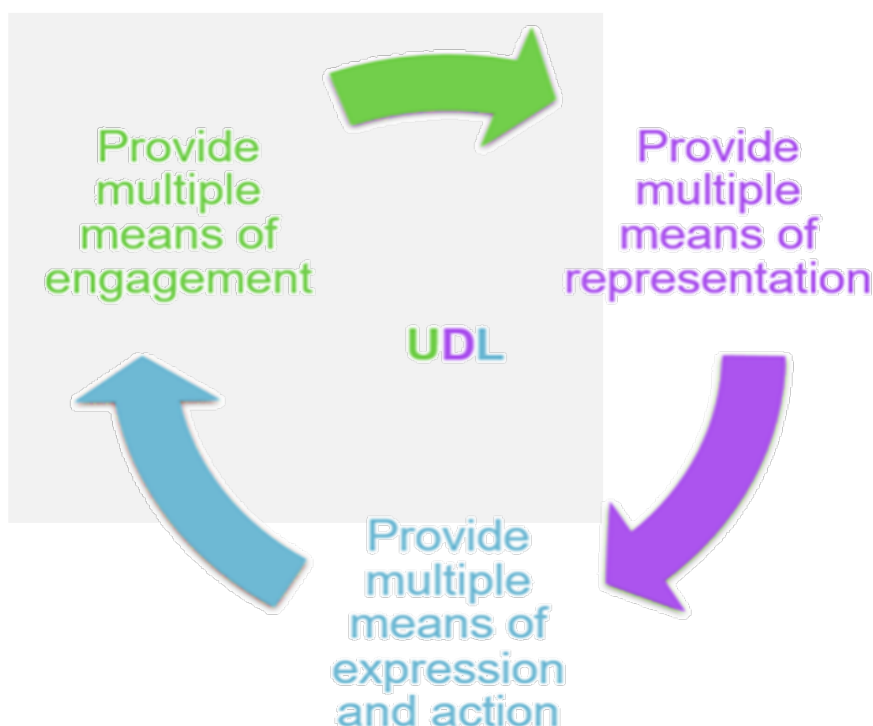 Provide
multiple
means of
engagement
Provide
multiple
means of
representation
UDL
Provide
multiple
means of
expression
and action